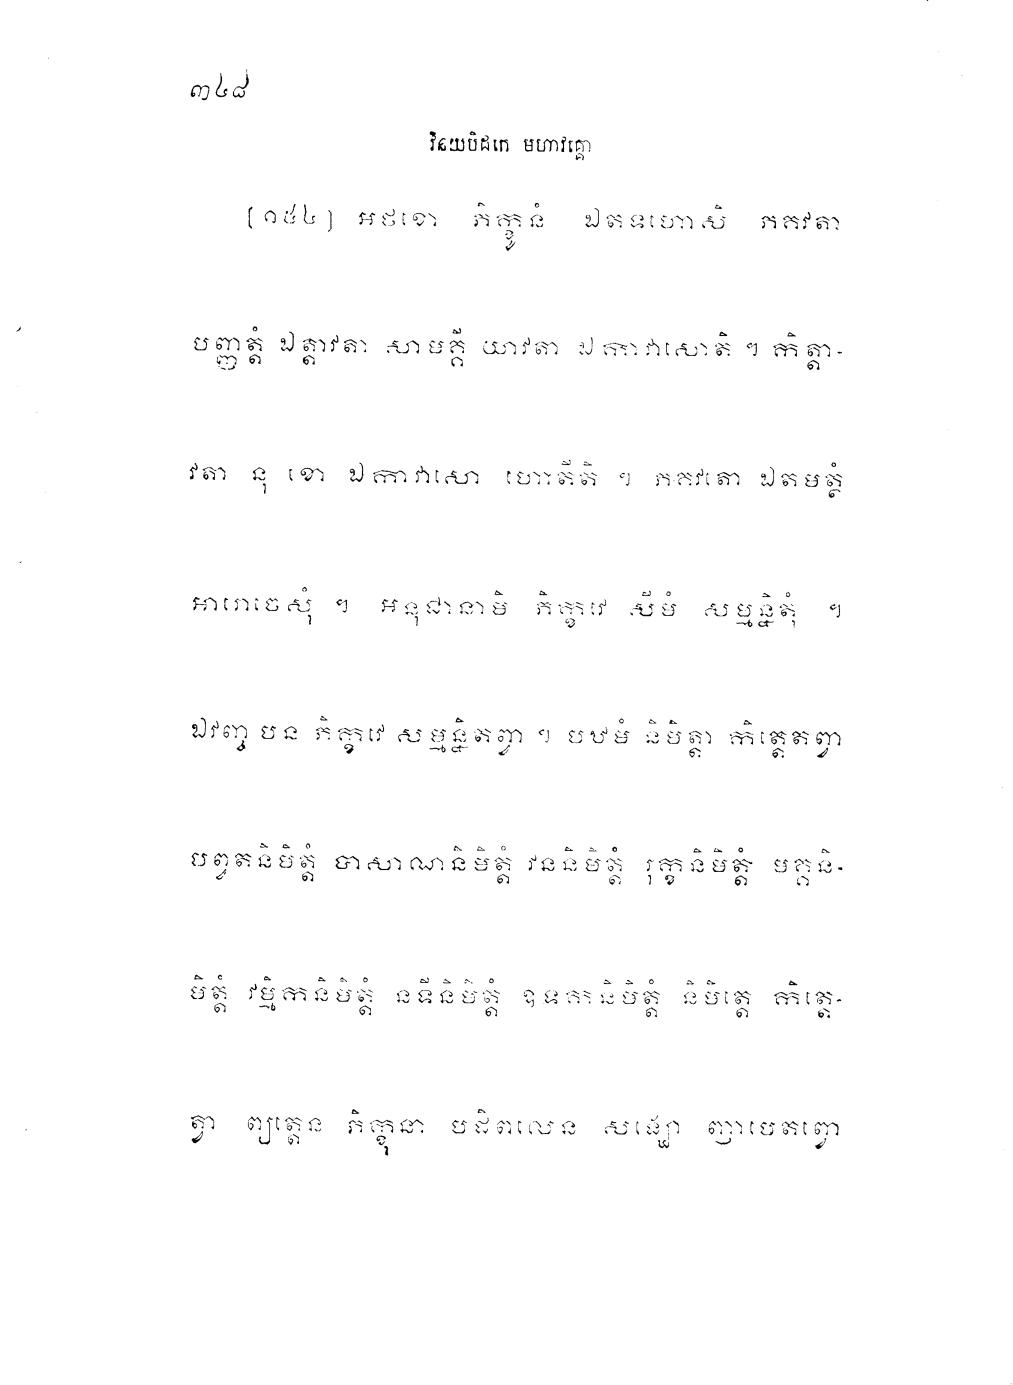 ៣៤៨
វិនយបិដកេ មហាវគ្គោ
[១៥៤] អថខោ ភិក្ខូនំ ឯតទហោសិ ភគវតា
បញ្ញត្តំ ឯត្តាវតា សាមគ្គី យាវតា ឯកាវាសោតិ ។ កិត្តា-
វតា នុ ខោ ឯកាវាសោ ហោតីតិ ។ ភគវតោ ឯតមត្ថំ
អារោចេសុំ ។ អនុជានាមិ ភិក្ខវេ សីមំ សម្មន្និតុំ ។
ឯវញ្ច បន ភិក្ខវេ សម្មន្និតព្វា ។ បឋមំ និមិត្តា កិត្តេតព្វា
បព្វតនិមិត្តំ បាសាណនិមិត្តំ វននិមិត្តំ រុក្ខនិមិត្តំ មគ្គនិ-
មិត្តំ វម្មិកនិមិត្តំ នទីនិមិត្តំ ឧទកនិមិត្តំ និមិត្តេ កិត្តេ-
ត្វា ព្យត្តេន ភិក្ខុនា បដិពលេន សង្ឃោ ញាបេតព្វោ